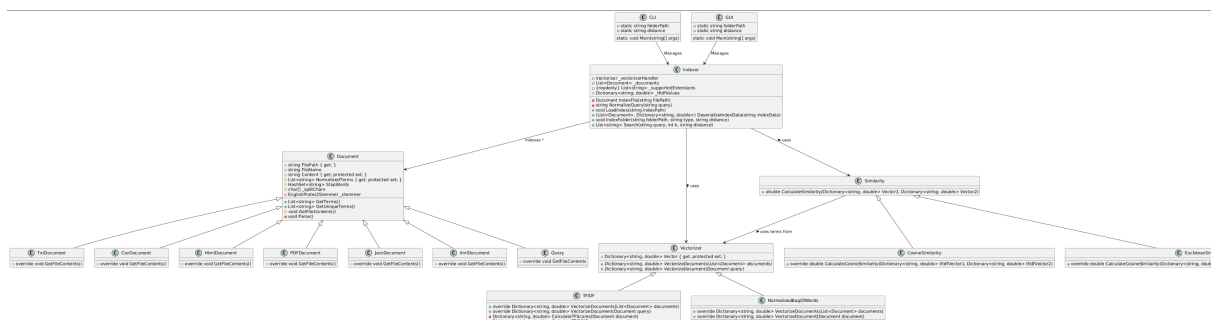 CLI
static string folderPath
static string distance
static void Main(string[] args)
GUI
static string folderPath
static string distance
static void Main(string[] args)
Manages
Manages
Indexer
Vectorizer _vectorizerHandler
List<Document> _documents
{readonly} List<string> _supportedExtensions
Dictionary<string, double> _tfidfValues
Document IndexFile(string filePath)
string NormalizeQuery(string query)
void LoadIndex(string indexPath)
(List<Document>, Dictionary<string, double>) DeserializeIndexData(string indexData)
void IndexFolder(string folderPath, string type, string distance)
List<string> Search(string query, int k, string distance)
Indexes *
uses
uses
Document
string FilePath { get; }
string FileName
string Content { get; protected set; }
List<string> NormalizedTerms { get; protected set; }
HashSet<string> StopWords
char[] _splitChars
EnglishPorter2Stemmer _stemmer
List<string> GetTerms()
List<string> GetUniqueTerms()
void GetFileContents()
void Parse()
Similarity
double CalculateSimilarity(Dictionary<string, double> Vector1, Dictionary<string, double> Vector2)
uses terms from
TxtDocument
override void GetFileContents()
CsvDocument
override void GetFileContents()
HtmlDocument
override void GetFileContents()
PDFDocument
override void GetFileContents()
JsonDocument
override void GetFileContents()
XmlDocument
override void GetFileContents()
Query
override void GetFileContents
Vectorizer
Dictionary<string, double> Vector { get; protected set; }
Dictionary<string, double> VectorizeDocuments(List<Document> documents)
Dictionary<string, double> VectorizeDocument(Document query)
CosineSimilarity
override double CalculateCosineSimilarity(Dictionary<string, double> tfidfVector1, Dictionary<string, double> tfidfVector2)
EuclideanSim
override double CalculateEuclideanSimilarity
TFIDF
override Dictionary<string, double> VectorizeDocuments(List<Document> documents)
override Dictionary<string, double> VectorizeDocument(Document query)
Dictionary<string, double> CalculateTFScores(Document document)
NormalizedBagOfWords
override Dictionary<string, double> VectorizeDocuments(List<Document> documents)
override Dictionary<string, double> VectorizeDocument(Document document)